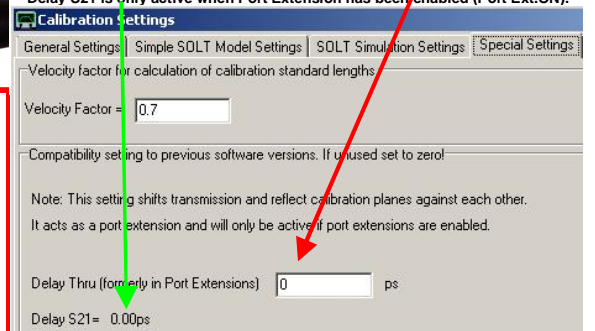 Delay S21 is only active when Port Extension has been enabled (Port Ext.ON).
Calibration Settings
General Settings Simple SOLT Model Settings SOLT Simulation Settings Special Settings
Velocity factor for calculation of calibration standard lengths
Velocity Factor = 0.7
Compatibility setting to previous software versions. If unused set to zero!
Note: This setting shifts transmission and reflect calibration planes against each other.
It acts as a port extension and will only be active if port extensions are enabled.
Delay Thru (formerly in Port Extensions) 0 ps
Delay S21= 0.00ps